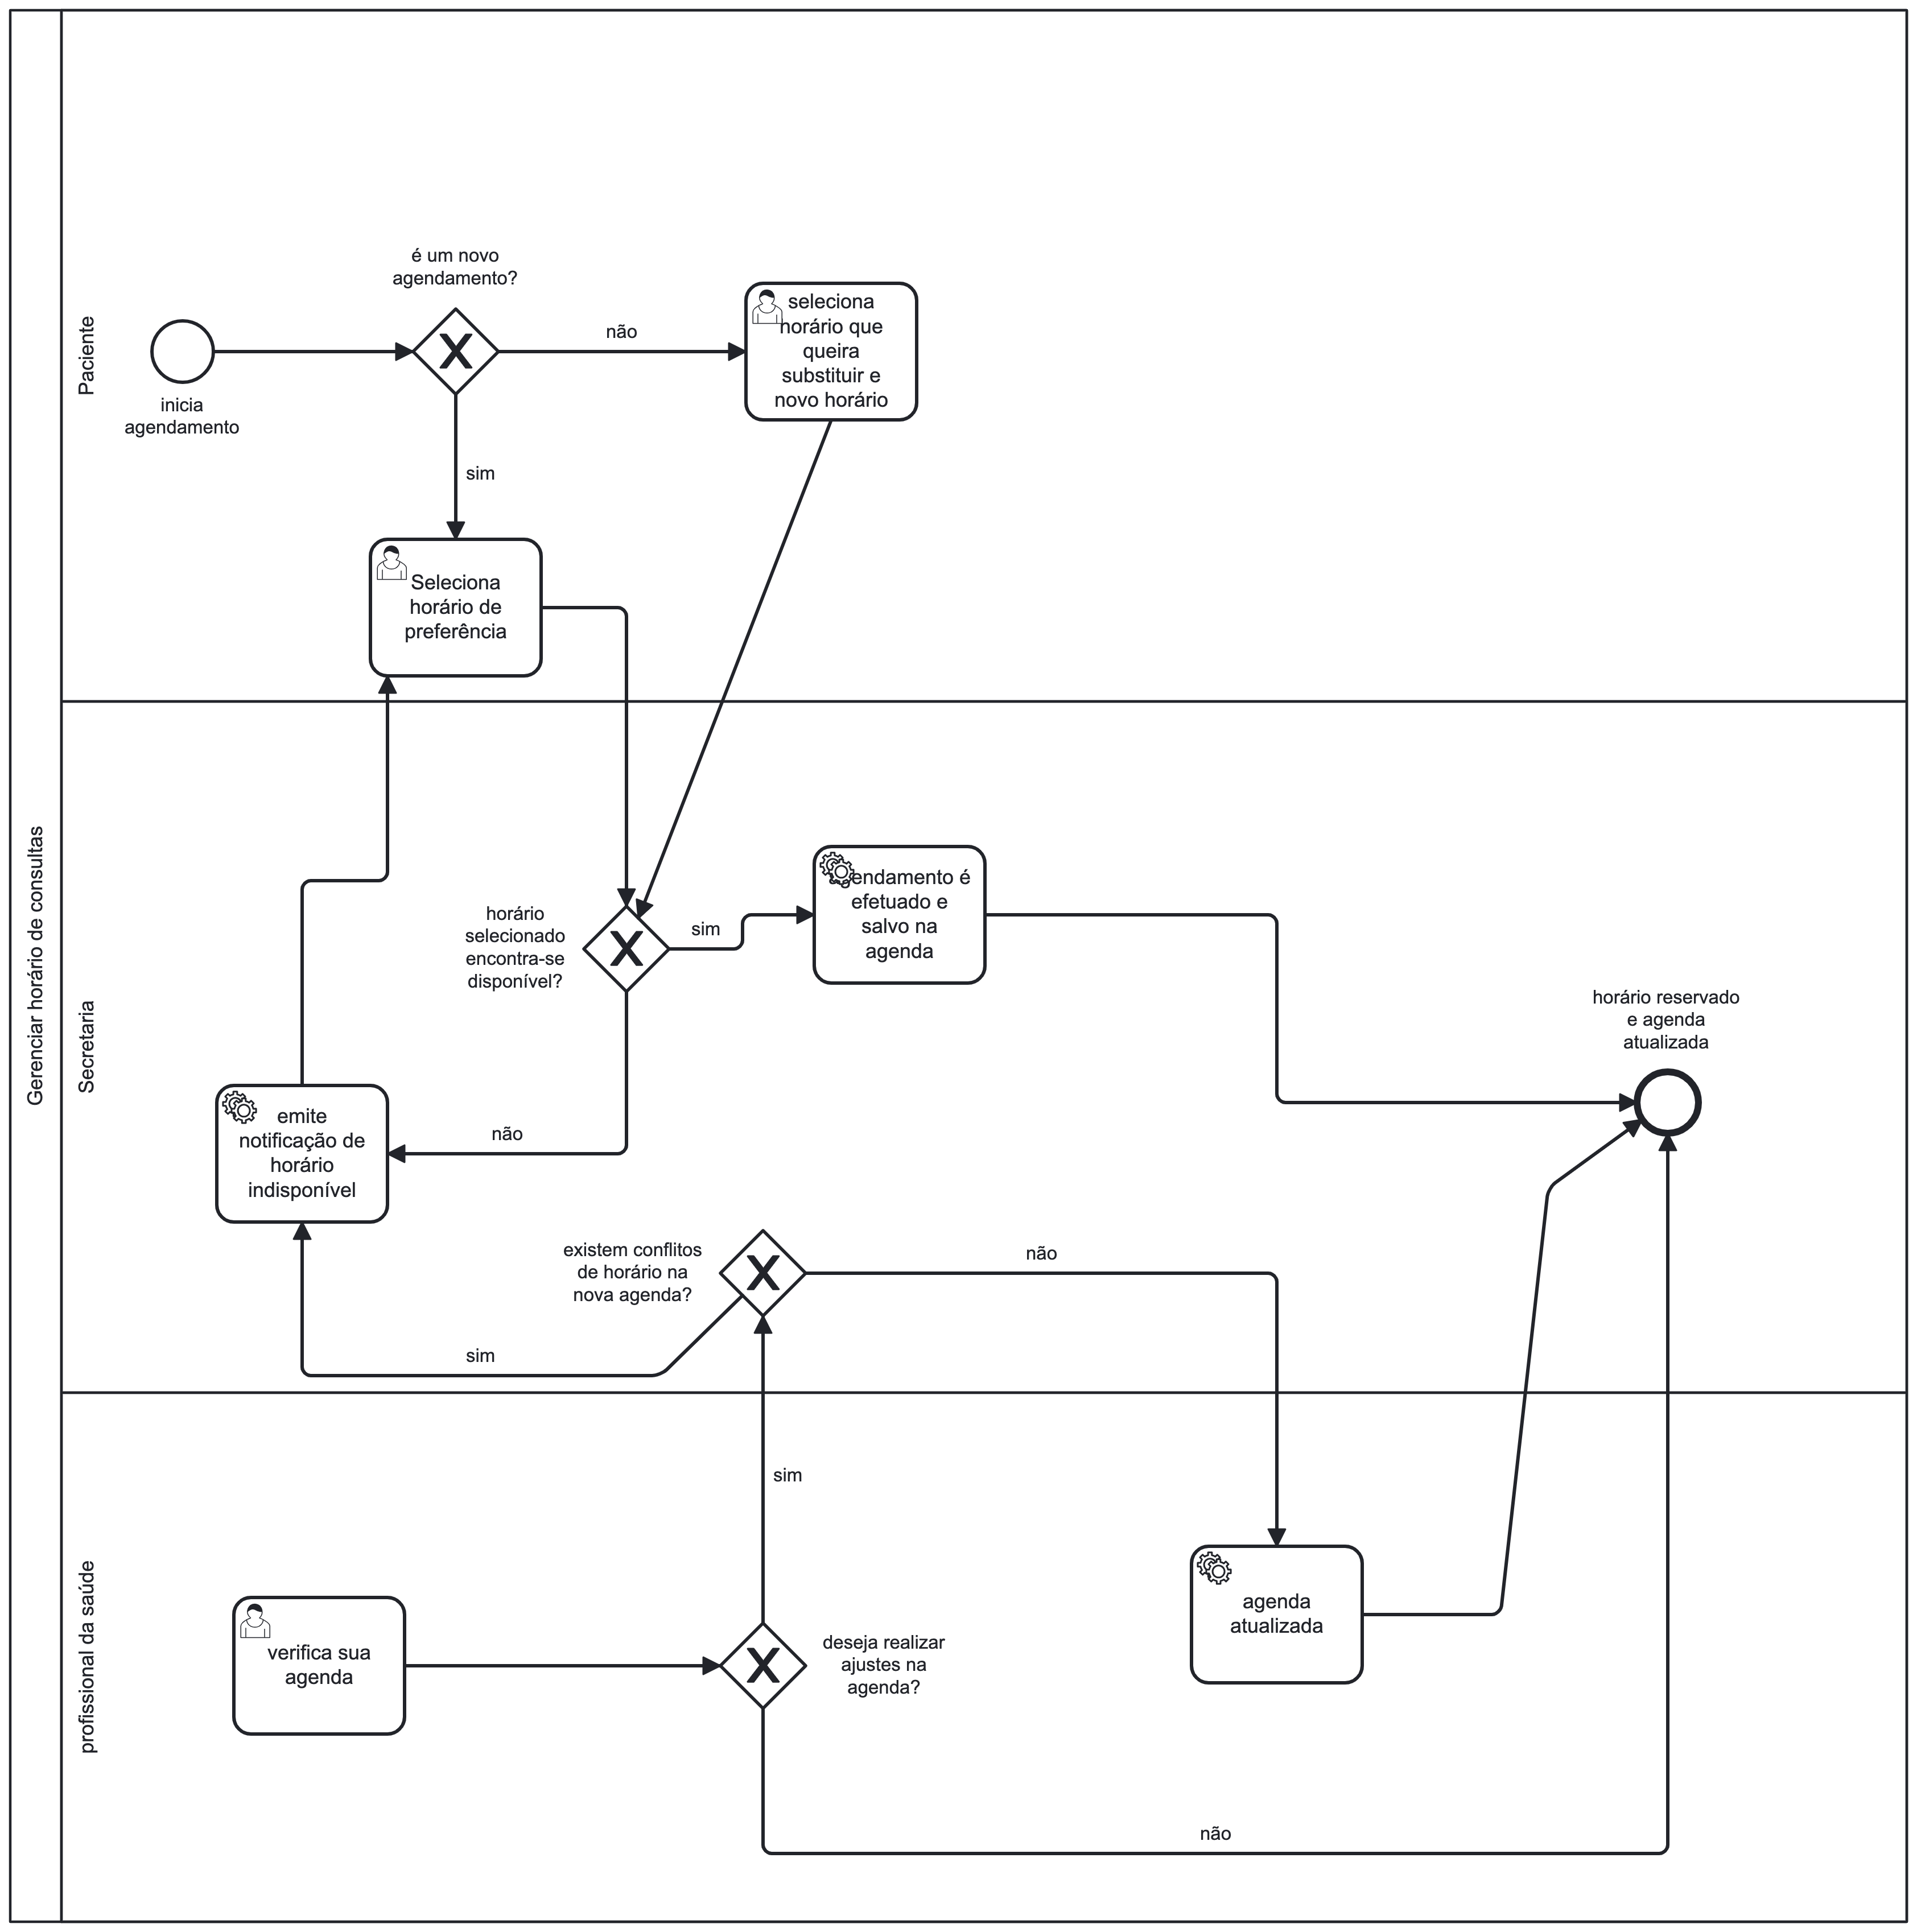 Gerenciar horário de consultas
Paciente
é um novo
agendamento?
inicia
agendamento
não
sim
seleciona
horário que
queira
substituir e
novo horário
Seleciona
horário de
preferência
Secretaria
horário
selecionado
encontra-se
disponível?
sim
agendamento é
efetuado e
salvo na
agenda
não
emite
notificação de
horário
indisponível
horário reservado
e agenda
atualizada
existem conflitos
de horário na
nova agenda?
não
sim
profissional da saúde
sim
verifica sua
agenda
deseja realizar
ajustes na
agenda?
agenda
atualizada
não